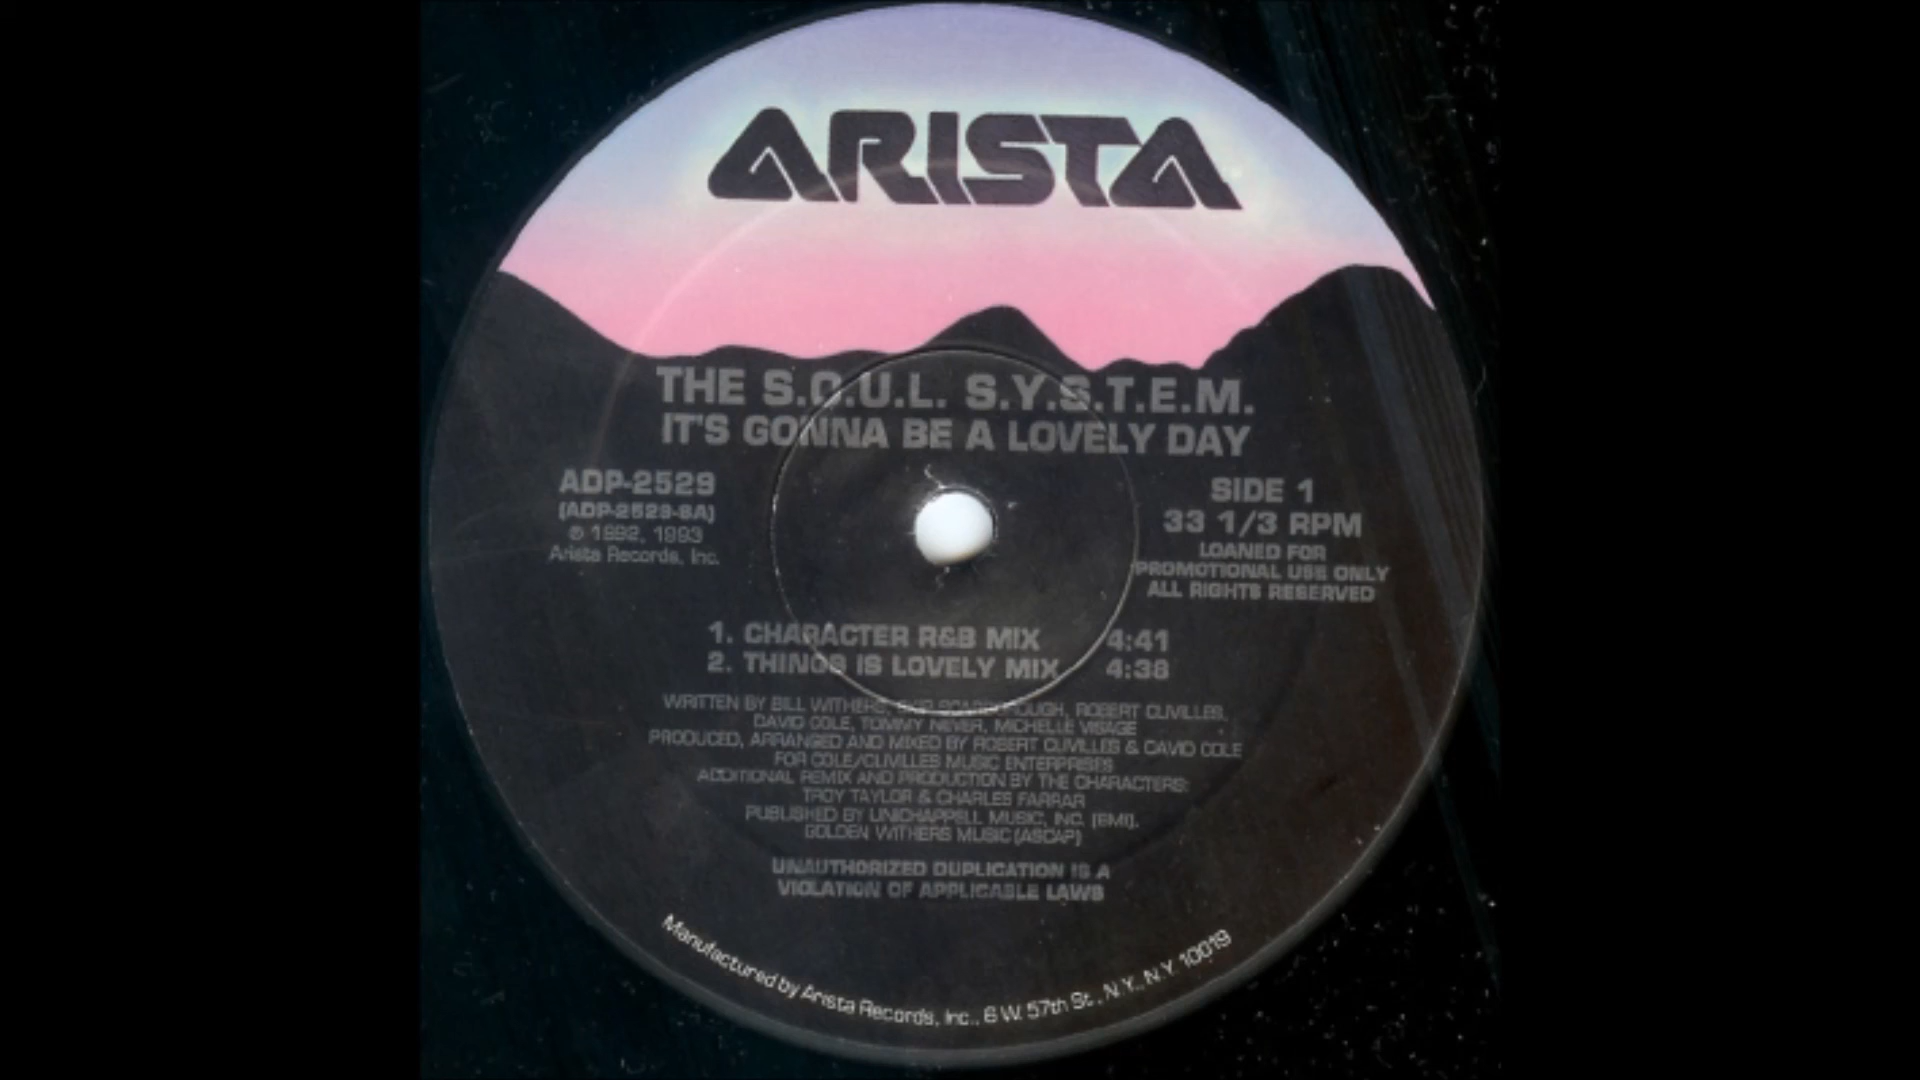 ARISTA
THE S.O.U.L. S.Y.S.T.E.M.
IT'S GONNA BE A LOVELY DAY
ADP-2529
(ADP-2529-SA)
℗ 1992, 1993
Arista Records, Inc.
SIDE 1
33 1/3 RPM
LOANED FOR
PROMOTIONAL USE ONLY
ALL RIGHTS RESERVED
1. CHARACTER R&B MIX 4:41
2. THINGS IS LOVELY MIX 4:38
WRITTEN BY BILL WITHERS, ROBERT CLIVILLES,
DAVID COLE, TOMMY NEVER, MICHELLE VISAGE
PRODUCED, ARRANGED AND MIXED BY ROBERT CLIVILLES & DAVID COLE
FOR COLE/CLIVILLES MUSIC ENTERPRISES
ADDITIONAL REMIX AND PRODUCTION BY THE CHARACTERS:
TROY TAYLOR & CHARLES FARRAR
PUBLISHED BY UNICHAPPELL MUSIC, INC. (BMI),
GOLDEN WITHERS MUSIC (ASCAP)
UNAUTHORIZED DUPLICATION IS A
VIOLATION OF APPLICABLE LAWS
Manufactured by Arista Records, Inc., 6 W. 57th St., N.Y., N.Y. 10019